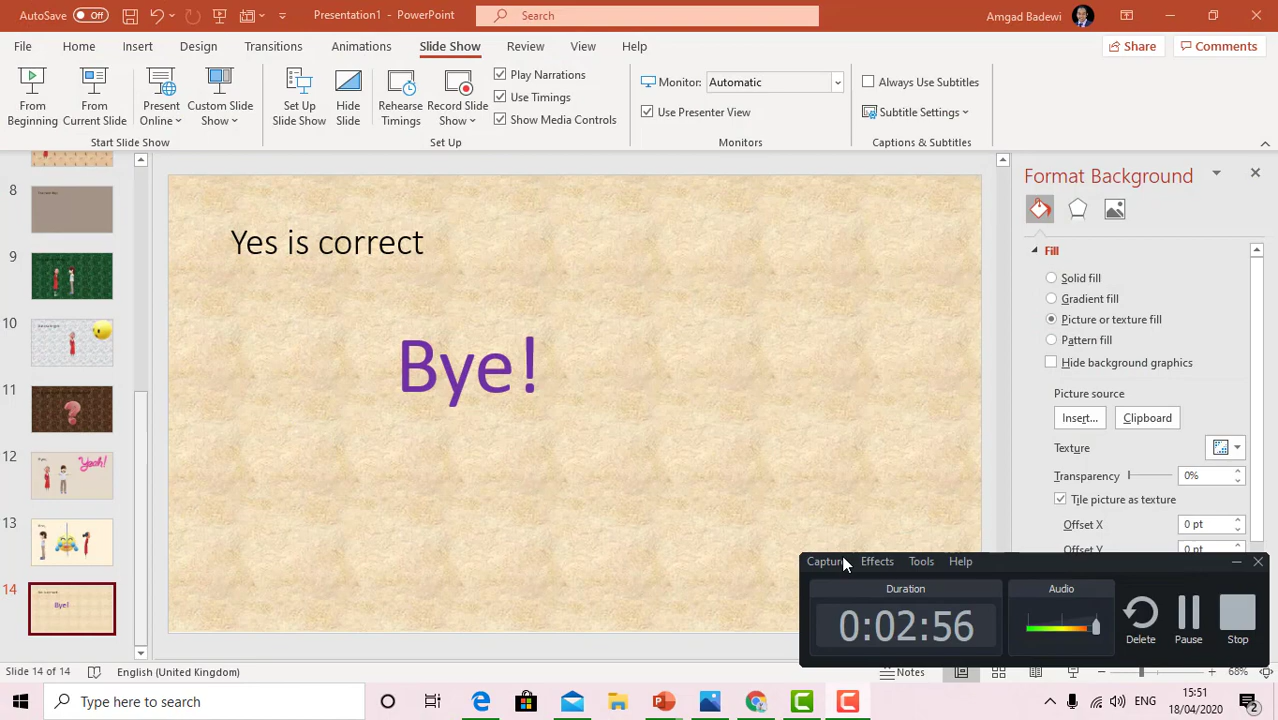 AutoSave Off Presentation1 - PowerPoint Search Amgad Badewi
File Home Insert Design Transitions Animations Slide Show Review View Help Share Comments
From Beginning
From Current Slide
Present Online
Custom Slide Show
Start Slide Show
Set Up Slide Show
Hide Slide
Rehearse Timings
Record Slide Show
Play Narrations
Use Timings
Show Media Controls
Set Up
Monitor: Automatic
Use Presenter View
Monitors
Always Use Subtitles
Subtitle Settings
Captions & Subtitles
8
9
10
11
12
Yeah!
13
14
Bye!
Yes is correct
Bye!
Format Background
Fill
Solid fill
Gradient fill
Picture or texture fill
Pattern fill
Hide background graphics
Picture source
Insert... Clipboard
Texture
Transparency 0%
Tile picture as texture
Offset X 0 pt
Offset Y 0 pt
Capture Effects Tools Help
Duration Audio
0:02:56
Delete Pause Stop
Slide 14 of 14 English (United Kingdom) Notes 68%
Type here to search
ENG
15:51
18/04/2020
2